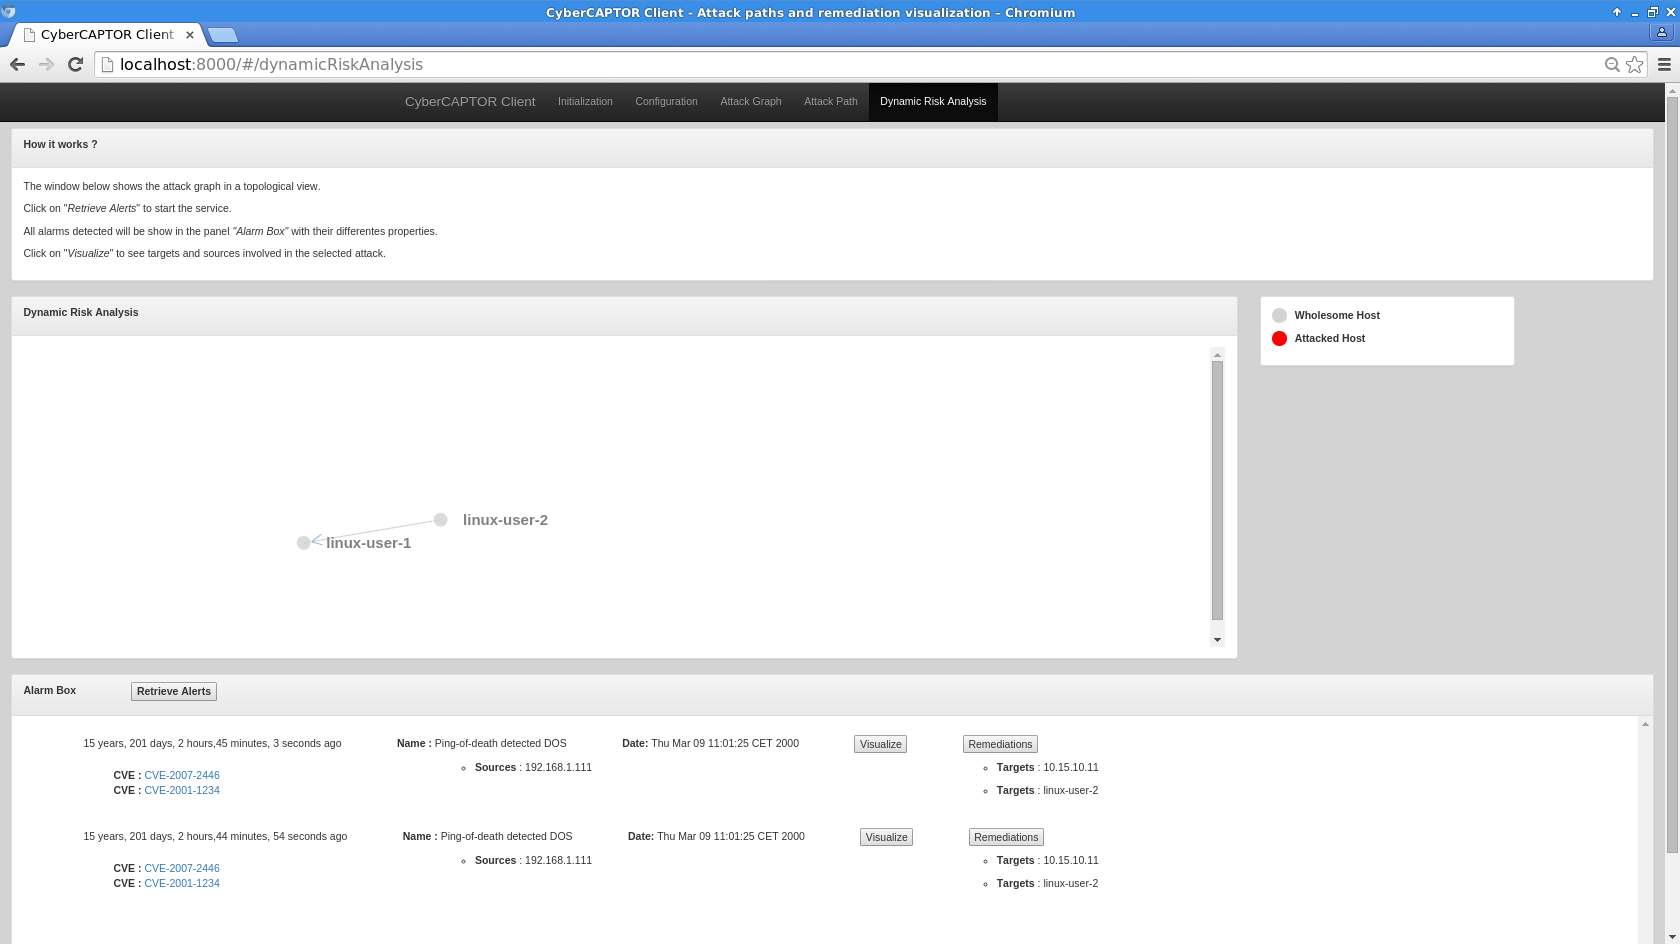 CyberCAPTOR Client - Attack paths and remediation visualization - Chromium
CyberCAPTOR Client
localhost:8000/#/dynamicRiskAnalysis
CyberCAPTOR Client Initialization Configuration Attack Graph Attack Path Dynamic Risk Analysis
How it works ?
The window below shows the attack graph in a topological view.
Click on "Retrieve Alerts" to start the service.
All alarms detected will be show in the panel "Alarm Box" with their differentes properties.
Click on "Visualize" to see targets and sources involved in the selected attack.
Dynamic Risk Analysis
Wholesome Host
Attacked Host
linux-user-2
linux-user-1
Alarm Box Retrieve Alerts
15 years, 201 days, 2 hours,45 minutes, 3 seconds ago Name : Ping-of-death detected DOS Date: Thu Mar 09 11:01:25 CET 2000 Visualize Remediations
Sources : 192.168.1.111 Targets : 10.15.10.11
CVE : CVE-2007-2446
CVE : CVE-2001-1234 Targets : linux-user-2
15 years, 201 days, 2 hours,44 minutes, 54 seconds ago Name : Ping-of-death detected DOS Date: Thu Mar 09 11:01:25 CET 2000 Visualize Remediations
Sources : 192.168.1.111 Targets : 10.15.10.11
CVE : CVE-2007-2446
CVE : CVE-2001-1234 Targets : linux-user-2